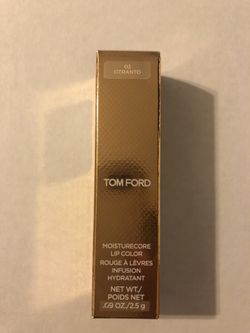 03
OTRANTO
TOM FORD
MOISTURECORE
LIP COLOR
ROUGE À LÈVRES
INFUSION
HYDRATANT
NET WT./
POIDS NET
.09 OZ/2.5 g